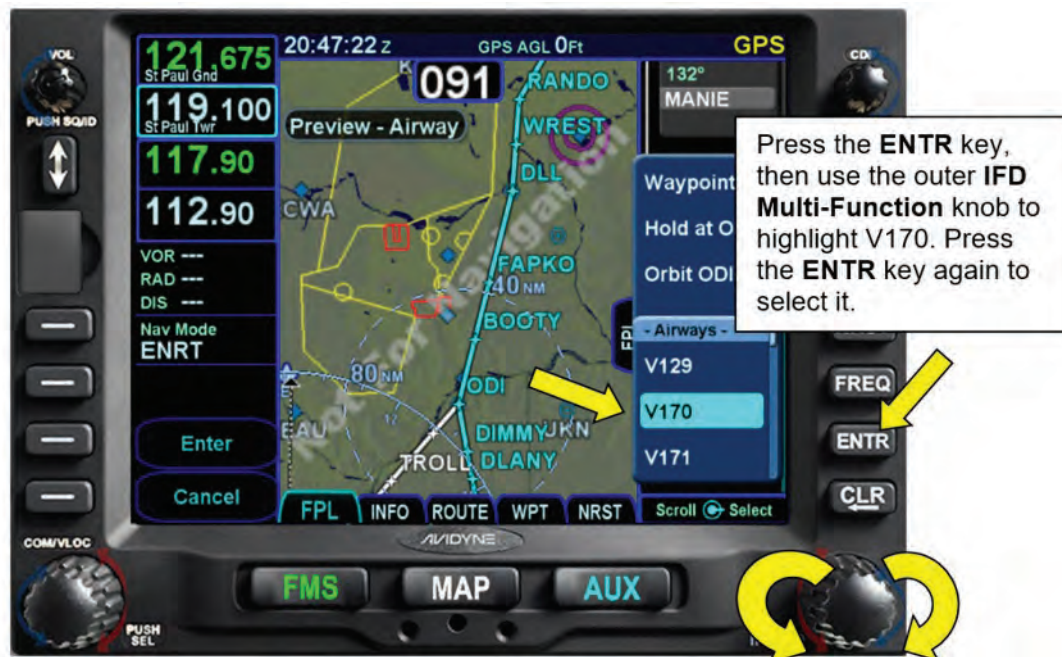 VOL
PUSH SQ/ID
121.675
St Paul Gnd
119.100
St Paul Twr
117.90
112.90
VOR ---
RAD ---
DIS ---
Nav Mode
ENRT
Enter
Cancel
20:47:22 Z
GPS AGL 0Ft
GPS
091
Preview - Airway
RANDO
WREST
DLL
CWA
FAPKO
40 NM
BOOTY
80 NM
ODI
EAU
DIMMY
UKN
TROLL
DLANY
Not for Navigation
132°
MANIE
Waypoint
Hold at O
Orbit ODI
FPL
- Airways -
V129
V170
V171
Scroll Select
FPL INFO ROUTE WPT NRST
CDI
Press the ENTR key,
then use the outer IFD
Multi-Function knob to
highlight V170. Press
the ENTR key again to
select it.
FREQ
ENTR
CLR
AVIDYNE
COM/VLOC
PUSH
SEL
FMS
MAP
AUX